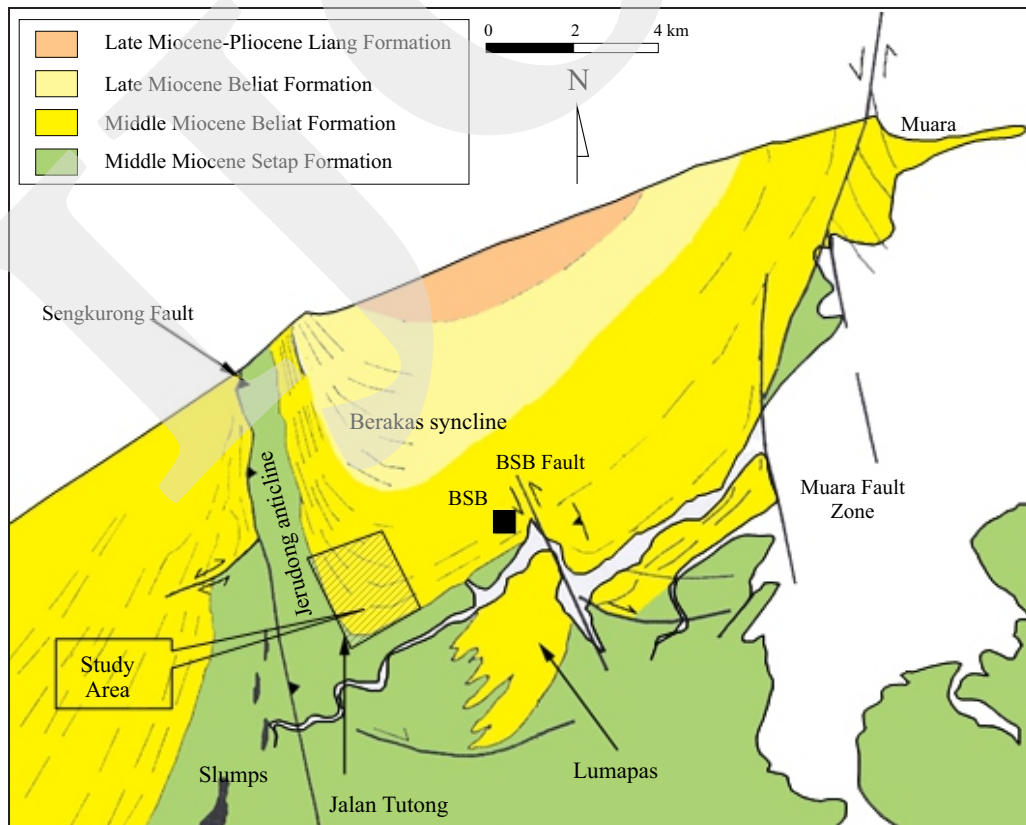 Late Miocene-Pliocene Liang Formation
Late Miocene Beliat Formation
Middle Miocene Beliat Formation
Middle Miocene Setap Formation
0 2 4 km
N
Muara
Sengkurong Fault
Berakas syncline
BSB Fault
BSB
Muara Fault
Zone
Jerudong anticline
Study
Area
Slumps
Jalan Tutong
Lumapas